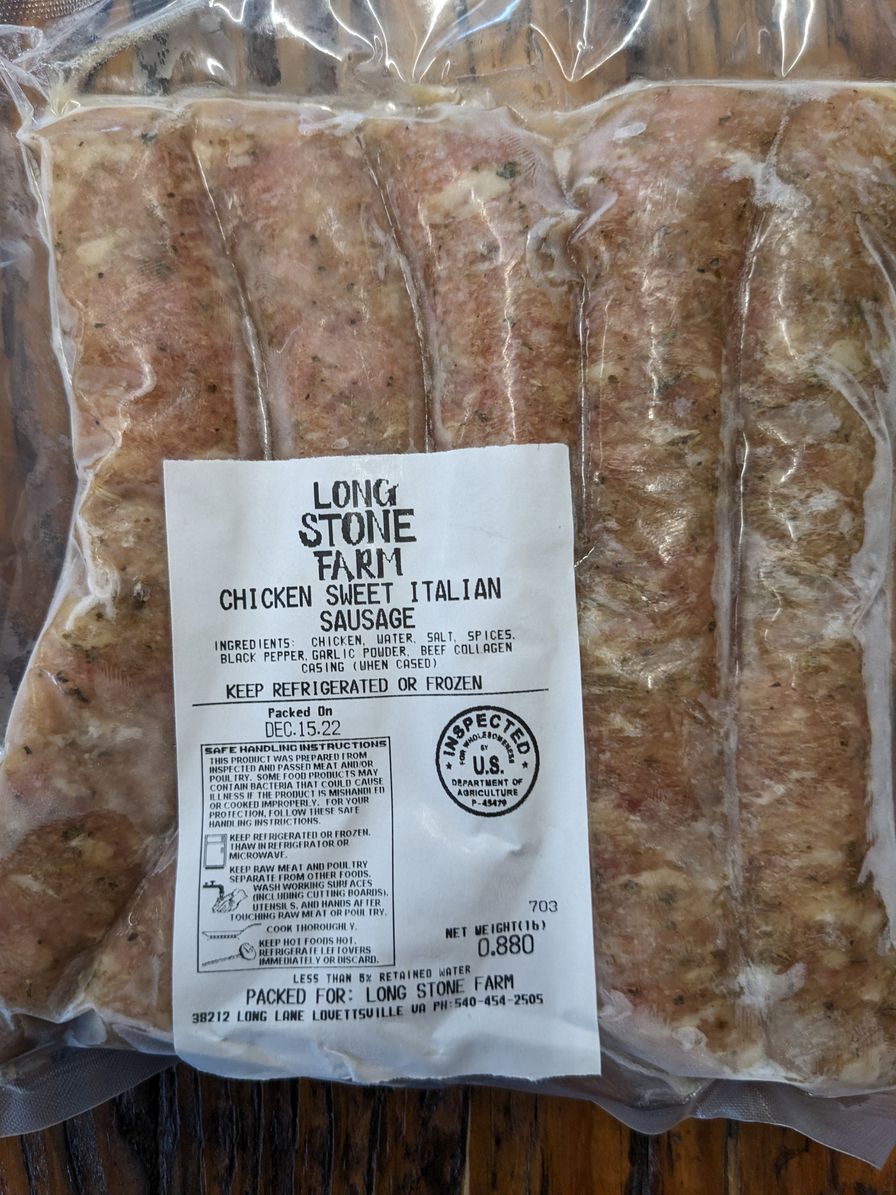 LONG
STONE
FARM
CHICKEN SWEET ITALIAN
SAUSAGE
INGREDIENTS: CHICKEN, WATER, SALT, SPICES,
BLACK PEPPER, GARLIC POWDER, BEEF COLLAGEN
CASING (WHEN CASED)
KEEP REFRIGERATED OR FROZEN
Packed On
DEC.15.22
SAFE HANDLING INSTRUCTIONS
THIS PRODUCT WAS PREPARED FROM
INSPECTED AND PASSED MEAT AND/OR
POULTRY. SOME FOOD PRODUCTS MAY
CONTAIN BACTERIA THAT COULD CAUSE
ILLNESS IF THE PRODUCT IS MISHANDLED
OR COOKED IMPROPERLY. FOR YOUR
PROTECTION, FOLLOW THESE SAFE
HANDLING INSTRUCTIONS.
KEEP REFRIGERATED OR FROZEN.
THAW IN REFRIGERATOR OR
MICROWAVE.
KEEP RAW MEAT AND POULTRY
SEPARATE FROM OTHER FOODS.
WASH WORKING SURFACES
(INCLUDING CUTTING BOARDS),
UTENSILS, AND HANDS AFTER
TOUCHING RAW MEAT OR POULTRY.
COOK THOROUGHLY.
KEEP HOT FOODS HOT.
REFRIGERATE LEFTOVERS
IMMEDIATELY OR DISCARD.
INSPECTED
FOR WHOLESOMENESS
BY
U.S.
DEPARTMENT OF
AGRICULTURE
P-45479
703
NET WEIGHT(lb)
0.880
LESS THAN 5% RETAINED WATER
PACKED FOR: LONG STONE FARM
38212 LONG LANE LOVETTSVILLE VA PH:540-454-2505